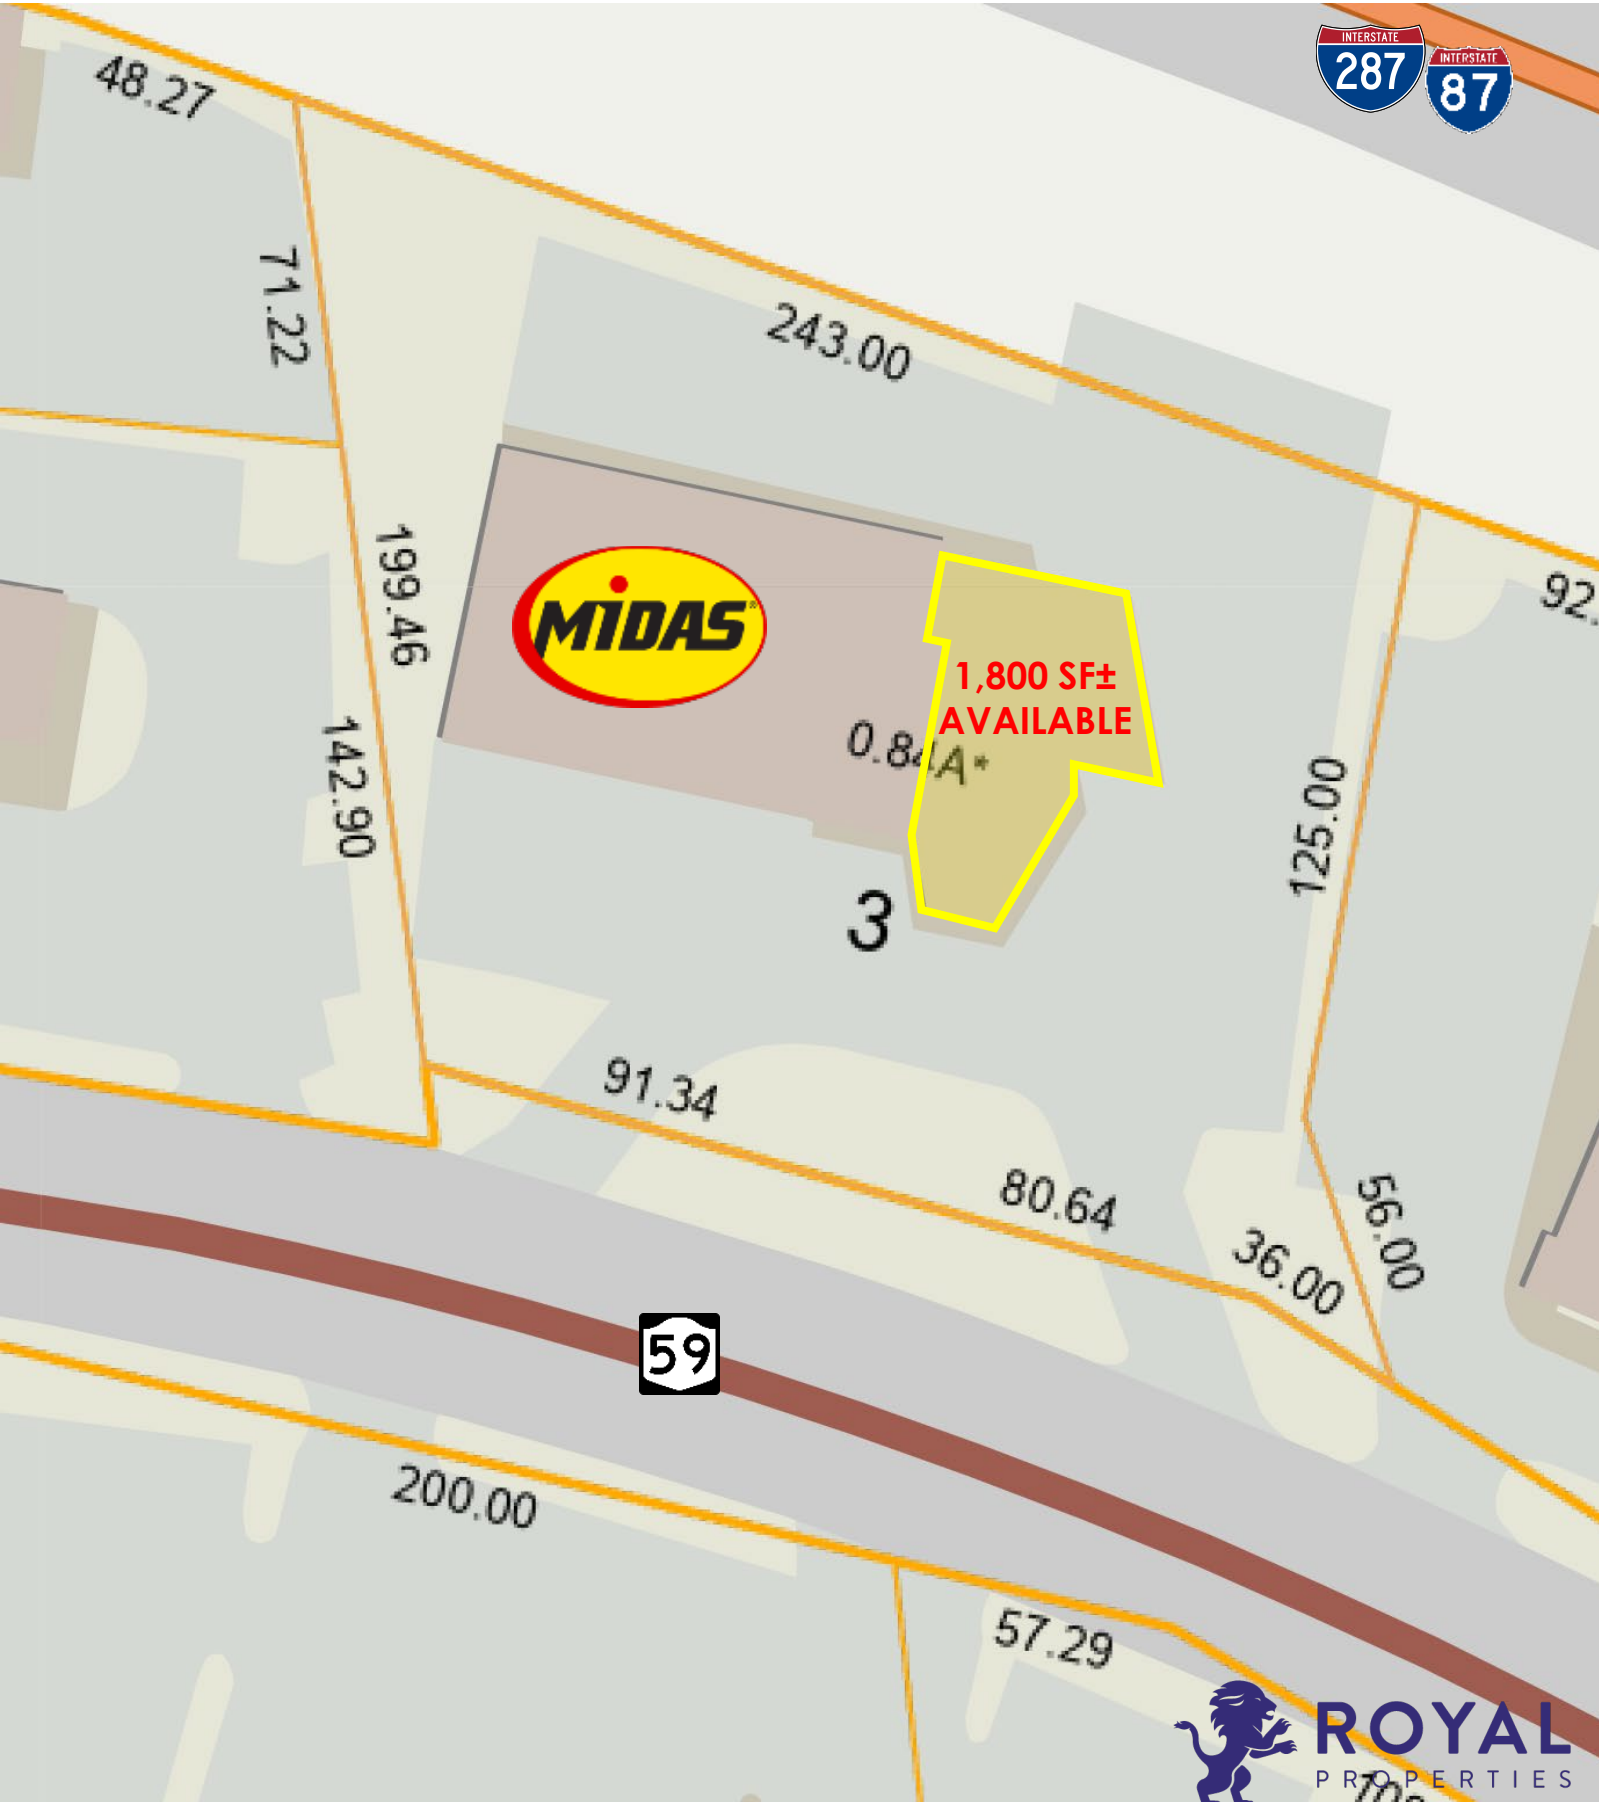 INTERSTATE
287
INTERSTATE
87
48.27
71.22
243.00
199.46
92.
MIDAS®
1,800 SF±
AVAILABLE
0.84A*
142.90
125.00
3
91.34
80.64
56.00
36.00
59
200.00
57.29
ROYAL
PROPERTIES